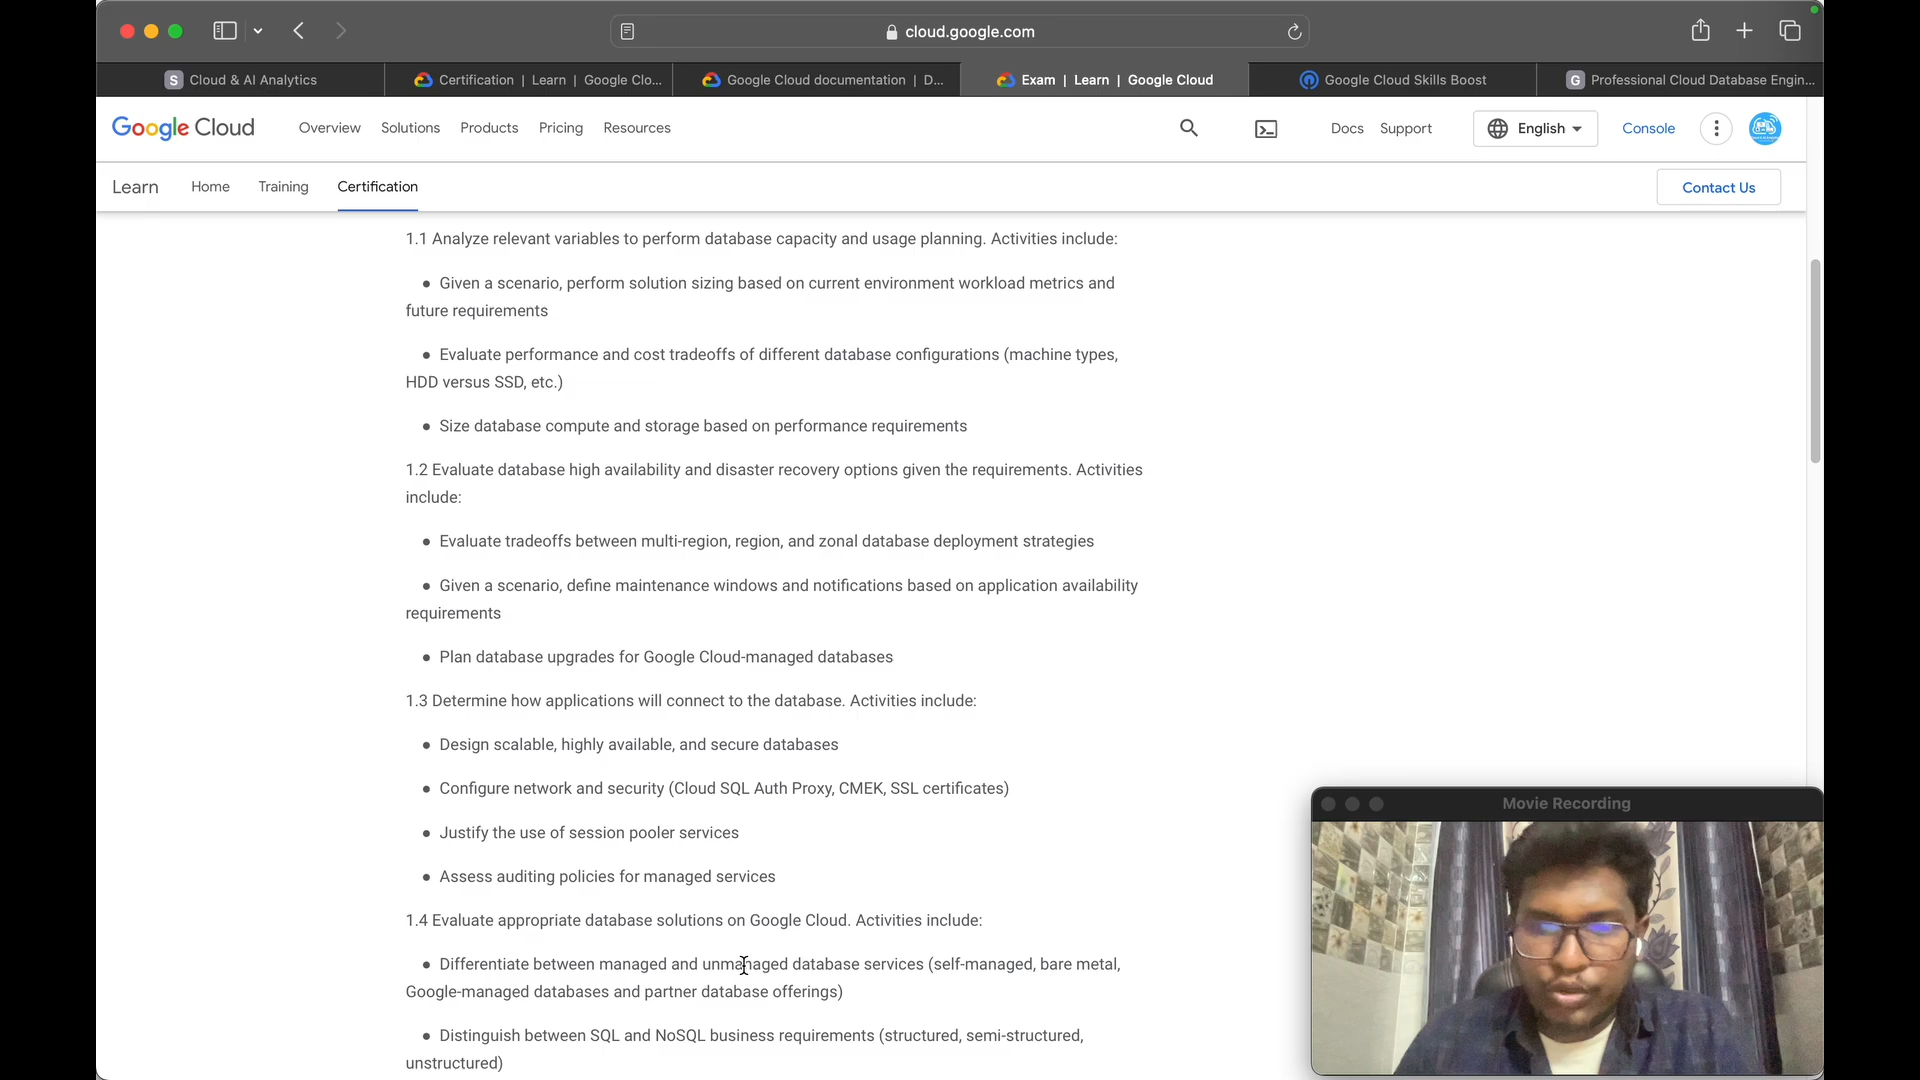 cloud.google.com
S Cloud & AI Analytics
Certification | Learn | Google Clo...
Google Cloud documentation | D...
Exam | Learn | Google Cloud
Google Cloud Skills Boost
G Professional Cloud Database Engin...
Google Cloud
Overview
Solutions
Products
Pricing
Resources
Docs
Support
English
Console
Learn
Home
Training
Certification
Contact Us
1.1 Analyze relevant variables to perform database capacity and usage planning. Activities include:
● Given a scenario, perform solution sizing based on current environment workload metrics and
future requirements
● Evaluate performance and cost tradeoffs of different database configurations (machine types,
HDD versus SSD, etc.)
● Size database compute and storage based on performance requirements
1.2 Evaluate database high availability and disaster recovery options given the requirements. Activities
include:
● Evaluate tradeoffs between multi-region, region, and zonal database deployment strategies
● Given a scenario, define maintenance windows and notifications based on application availability
requirements
● Plan database upgrades for Google Cloud-managed databases
1.3 Determine how applications will connect to the database. Activities include:
● Design scalable, highly available, and secure databases
● Configure network and security (Cloud SQL Auth Proxy, CMEK, SSL certificates)
● Justify the use of session pooler services
● Assess auditing policies for managed services
1.4 Evaluate appropriate database solutions on Google Cloud. Activities include:
● Differentiate between managed and unmanaged database services (self-managed, bare metal,
Google-managed databases and partner database offerings)
● Distinguish between SQL and NoSQL business requirements (structured, semi-structured,
unstructured)
Movie Recording